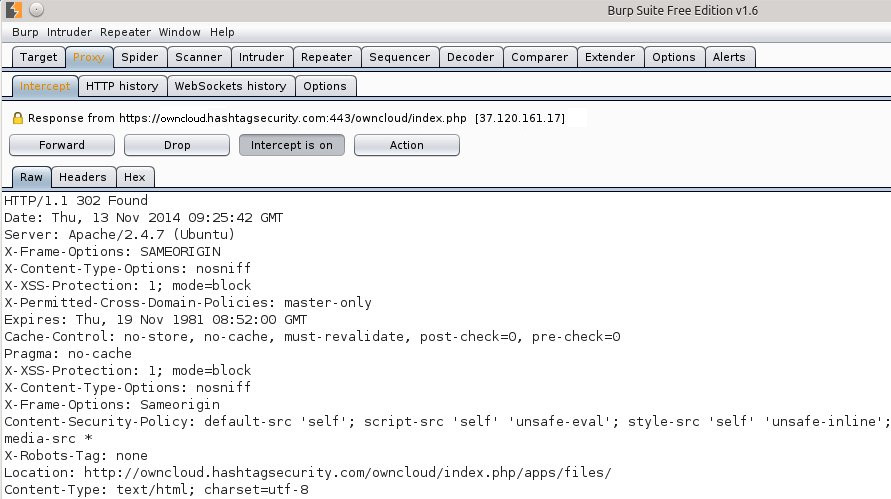 Burp Suite Free Edition v1.6
Burp Intruder Repeater Window Help
Target Proxy Spider Scanner Intruder Repeater Sequencer Decoder Comparer Extender Options Alerts
Intercept HTTP history WebSockets history Options
Response from https://owncloud.hashtagsecurity.com:443/owncloud/index.php [37.120.161.17]
Forward Drop Intercept is on Action
Raw Headers Hex
HTTP/1.1 302 Found
Date: Thu, 13 Nov 2014 09:25:42 GMT
Server: Apache/2.4.7 (Ubuntu)
X-Frame-Options: SAMEORIGIN
X-Content-Type-Options: nosniff
X-XSS-Protection: 1; mode=block
X-Permitted-Cross-Domain-Policies: master-only
Expires: Thu, 19 Nov 1981 08:52:00 GMT
Cache-Control: no-store, no-cache, must-revalidate, post-check=0, pre-check=0
Pragma: no-cache
X-XSS-Protection: 1; mode=block
X-Content-Type-Options: nosniff
X-Frame-Options: Sameorigin
Content-Security-Policy: default-src 'self'; script-src 'self' 'unsafe-eval'; style-src 'self' 'unsafe-inline';
media-src *
X-Robots-Tag: none
Location: http://owncloud.hashtagsecurity.com/owncloud/index.php/apps/files/
Content-Type: text/html; charset=utf-8